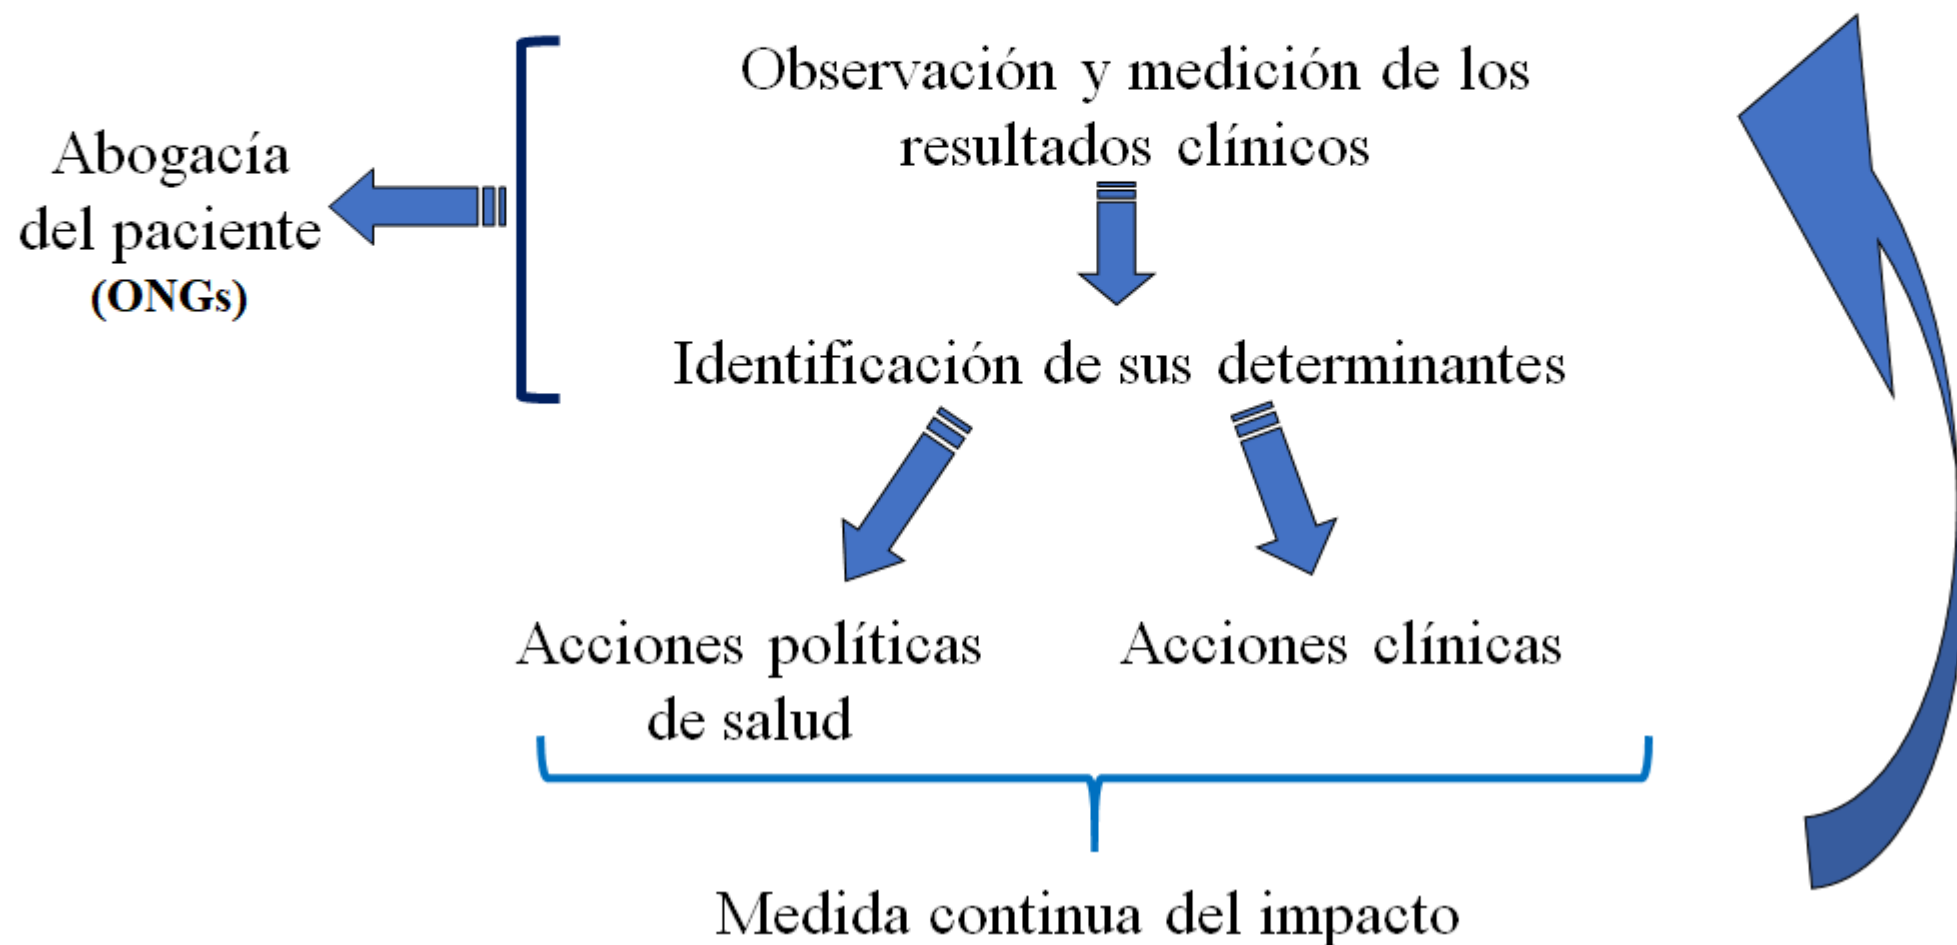 Observación y medición de los
resultados clínicos
Abogacía
del paciente
(ONGs)
Identificación de sus determinantes
Acciones políticas
de salud
Acciones clínicas
Medida continua del impacto